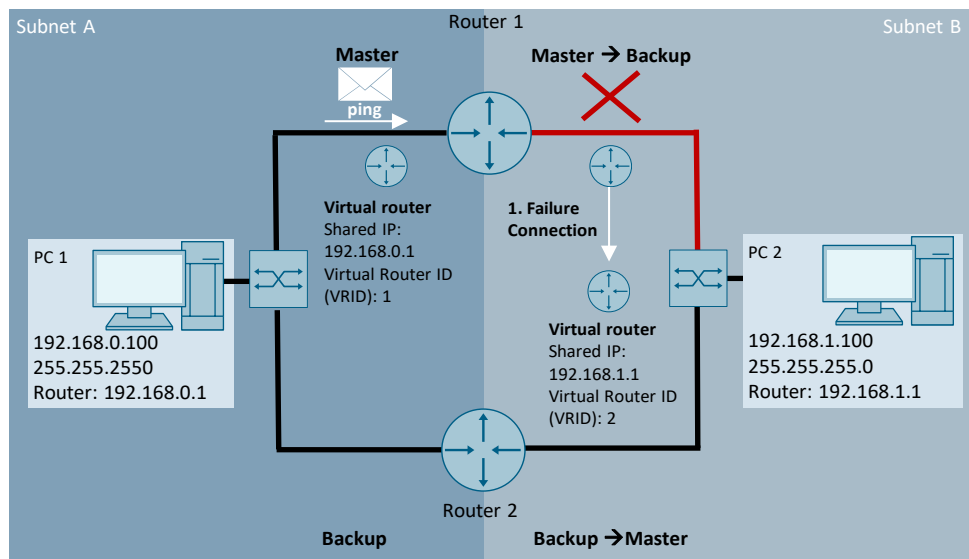 Subnet A
Router 1
Subnet B
Master
Master → Backup
ping
Virtual router
Shared IP:
192.168.0.1
Virtual Router ID
(VRID): 1
1. Failure
Connection
PC 1
192.168.0.100
255.255.2550
Router: 192.168.0.1
Virtual router
Shared IP:
192.168.1.1
Virtual Router ID
(VRID): 2
PC 2
192.168.1.100
255.255.255.0
Router: 192.168.1.1
Router 2
Backup
Backup →Master